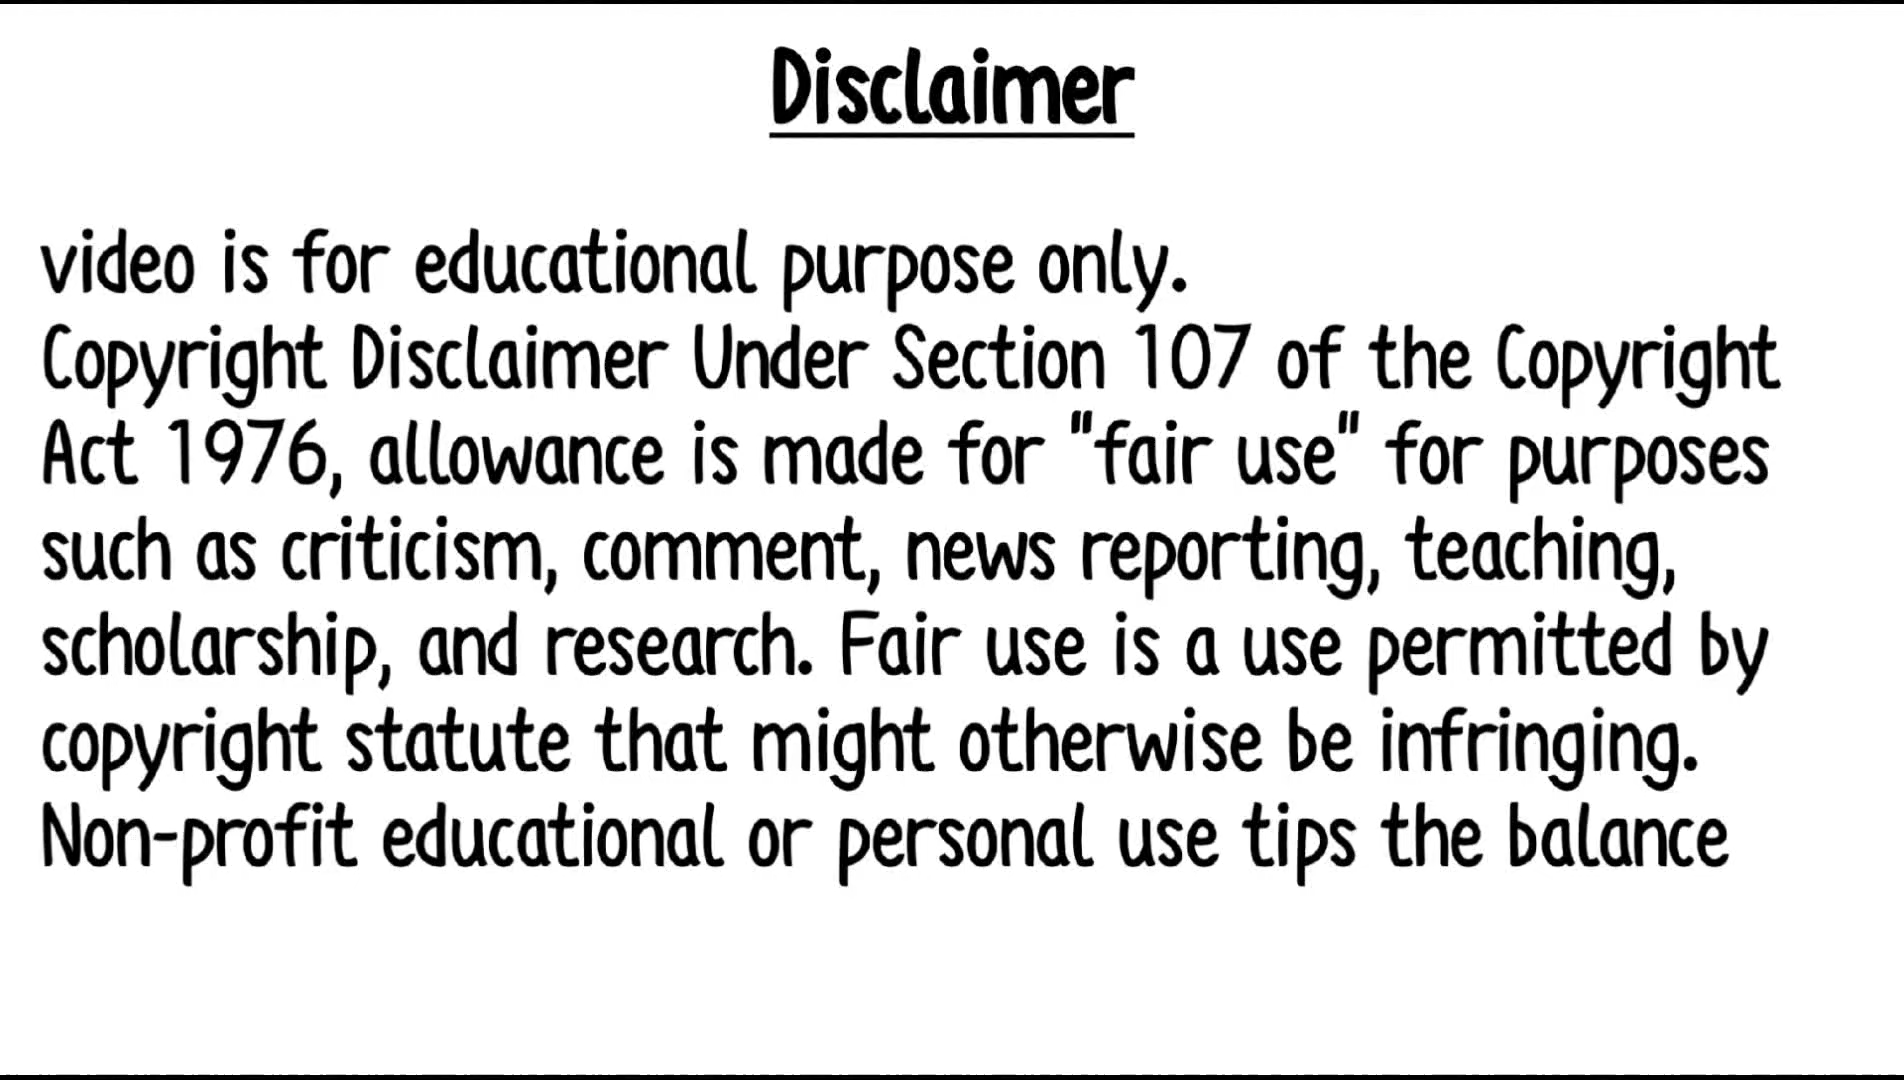 Disclaimer
video is for educational purpose only.
Copyright Disclaimer Under Section 107 of the Copyright
Act 1976, allowance is made for "fair use" for purposes
such as criticism, comment, news reporting, teaching,
scholarship, and research. Fair use is a use permitted by
copyright statute that might otherwise be infringing.
Non-profit educational or personal use tips the balance